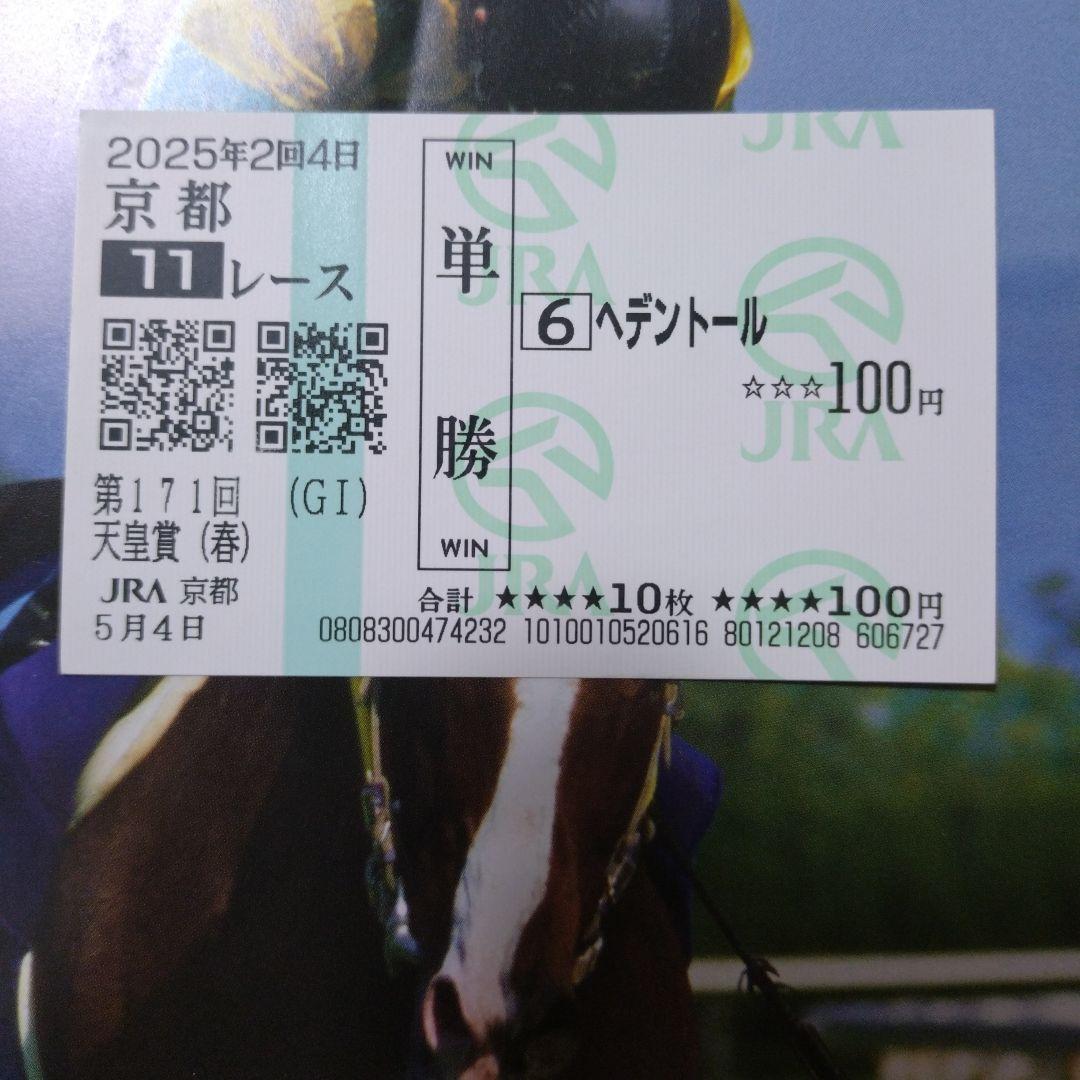 2025年2回4日
京都
11レース
第171回 (GI)
天皇賞(春)
JRA 京都
5月4日
WIN
単勝
WIN
6 ヘデントール
☆☆☆100円
合計 ★★★★10枚 ★★★★100円
0808300474232 1010010520616 80121208 606727
JRA
JRA
JRA
JRA
JRA